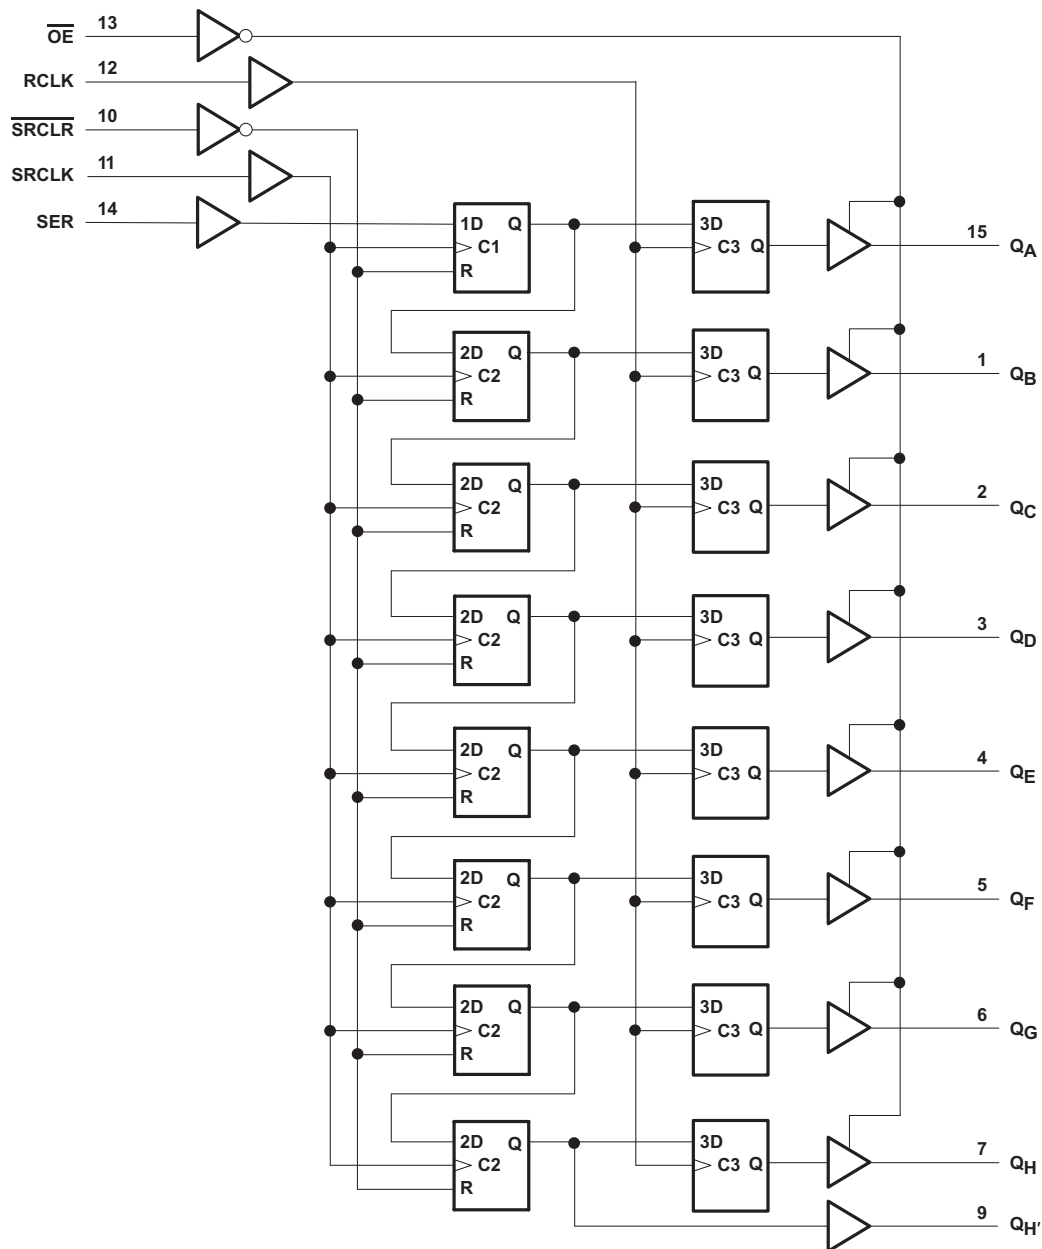 OE 13
RCLK 12
SRCLR 10
SRCLK 11
SER 14
1D Q 3D
C1 C3 Q 15 QA
R
2D Q 3D
C2 C3 Q 1 QB
R
2D Q 3D
C2 C3 Q 2 QC
R
2D Q 3D
C2 C3 Q 3 QD
R
2D Q 3D
C2 C3 Q 4 QE
R
2D Q 3D
C2 C3 Q 5 QF
R
2D Q 3D
C2 C3 Q 6 QG
R
2D Q 3D
C2 C3 Q 7 QH
R
9 QH′